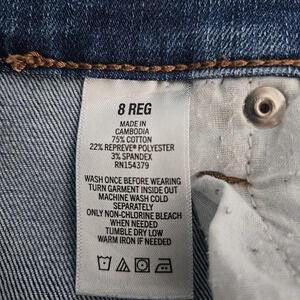 8 REG
MADE IN
CAMBODIA
75% COTTON
22% REPREVE® POLYESTER
3% SPANDEX
RN154379
WASH ONCE BEFORE WEARING
TURN GARMENT INSIDE OUT
MACHINE WASH COLD
SEPARATELY
ONLY NON-CHLORINE BLEACH
WHEN NEEDED
TUMBLE DRY LOW
WARM IRON IF NEEDED